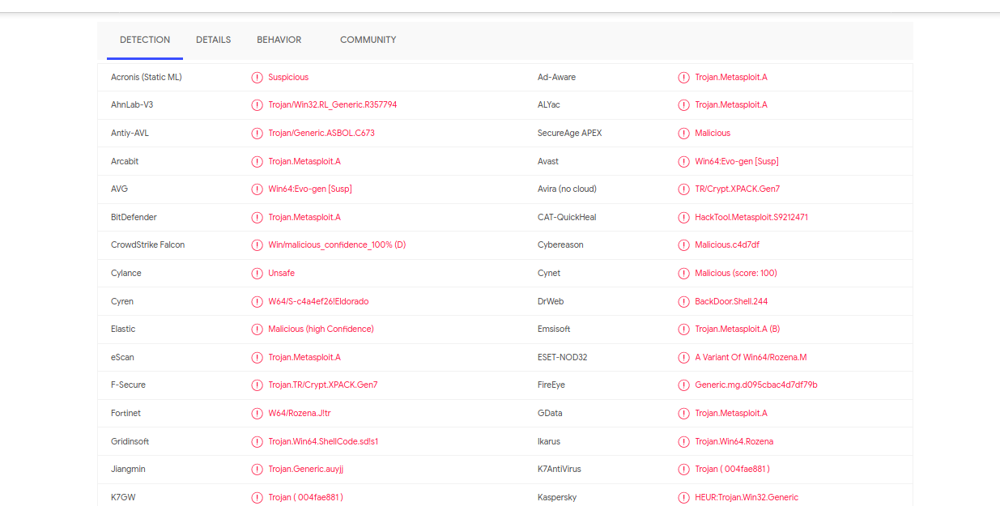 DETECTION DETAILS BEHAVIOR COMMUNITY
Acronis (Static ML) Suspicious Ad-Aware Trojan.Metasploit.A
AhnLab-V3 Trojan/Win32.RL_Generic.R357794 ALYac Trojan.Metasploit.A
Antiy-AVL Trojan/Generic.ASBOL.C673 SecureAge APEX Malicious
Arcabit Trojan.Metasploit.A Avast Win64:Evo-gen [Susp]
AVG Win64:Evo-gen [Susp] Avira (no cloud) TR/Crypt.XPACK.Gen7
BitDefender Trojan.Metasploit.A CAT-QuickHeal HackTool.Metasploit.S9212471
CrowdStrike Falcon Win/malicious_confidence_100% (D) Cybereason Malicious.c4d7df
Cylance Unsafe Cynet Malicious (score: 100)
Cyren W64/S-c4a4ef26!Eldorado DrWeb BackDoor.Shell.244
Elastic Malicious (high Confidence) Emsisoft Trojan.Metasploit.A (B)
eScan Trojan.Metasploit.A ESET-NOD32 A Variant Of Win64/Rozena.M
F-Secure Trojan.TR/Crypt.XPACK.Gen7 FireEye Generic.mg.d095cbac4d7df79b
Fortinet W64/Rozena.J!tr GData Trojan.Metasploit.A
Gridinsoft Trojan.Win64.ShellCode.sd!s1 Ikarus Trojan.Win64.Rozena
Jiangmin Trojan.Generic.auyjj K7AntiVirus Trojan ( 004fae881 )
K7GW Trojan ( 004fae881 ) Kaspersky HEUR:Trojan.Win32.Generic